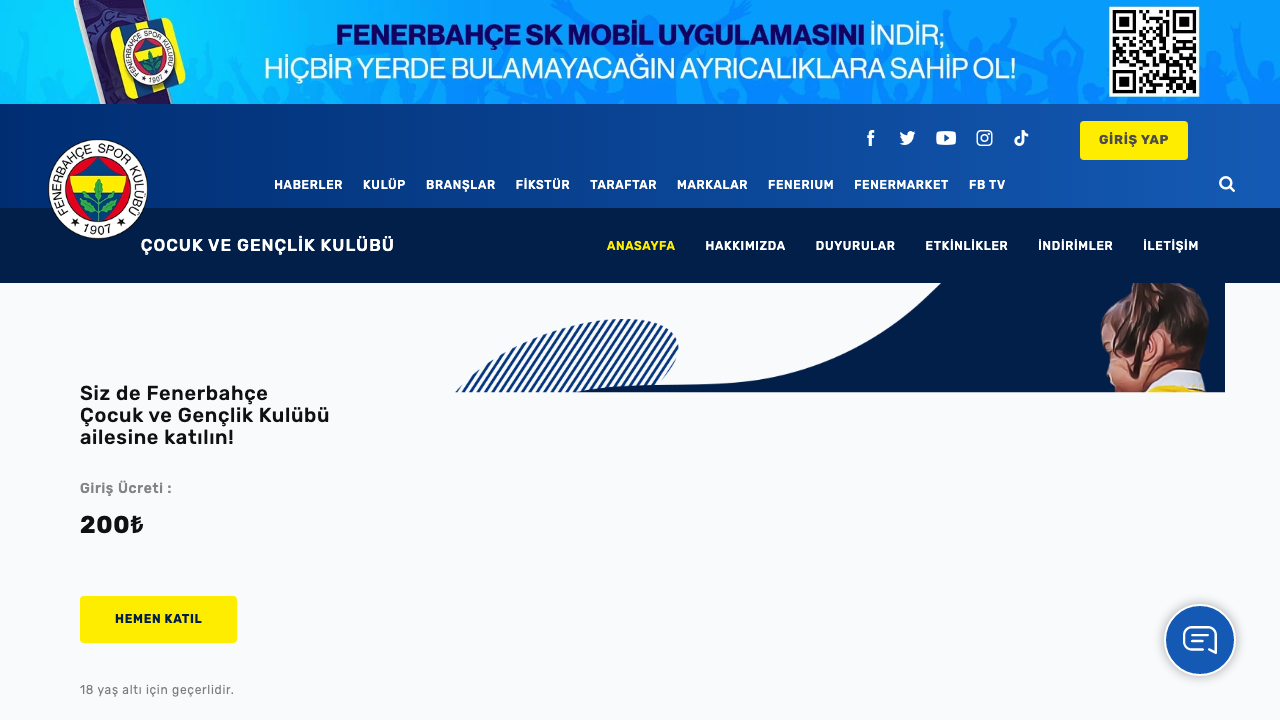 FENERBAHÇE SK MOBİL UYGULAMASINI İNDİR;
HİÇBİR YERDE BULAMAYACAĞIN AYRICALIKLARA SAHİP OL!
GİRİŞ YAP
FENERBAHÇE SPOR KULÜBÜ
★ 1907 ★
HABERLER KULÜP BRANŞLAR FİKSTÜR TARAFTAR MARKALAR FENERIUM FENERMARKET FB TV
ÇOCUK VE GENÇLİK KULÜBÜ
ANASAYFA HAKKIMIZDA DUYURULAR ETKİNLİKLER İNDİRİMLER İLETİŞİM
Siz de Fenerbahçe
Çocuk ve Gençlik Kulübü
ailesine katılın!
Giriş Ücreti :
200₺
HEMEN KATIL
18 yaş altı için geçerlidir.